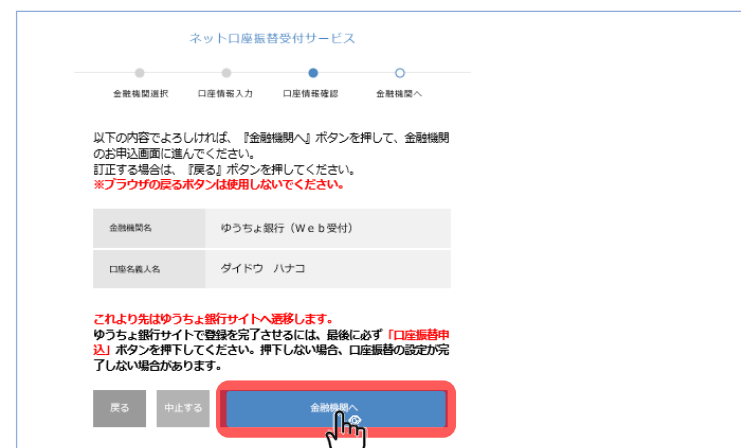 ネット口座振替受付サービス
金融機関選択 口座情報入力 口座情報確認 金融機関へ
以下の内容でよろしければ、『金融機関へ』ボタンを押して、金融機関
のお申込画面に進んでください。
訂正する場合は、『戻る』ボタンを押してください。
※ブラウザの戻るボタンは使用しないでください。
金融機関名 ゆうちょ銀行（Ｗｅｂ受付）
口座名義人名 ダイドウ ハナコ
これより先はゆうちょ銀行サイトへ遷移します。
ゆうちょ銀行サイトで登録を完了させるには、最後に必ず「口座振替申
込」ボタンを押下してください。押下しない場合、口座振替の設定が完
了しない場合があります。
戻る 中止する 金融機関へ